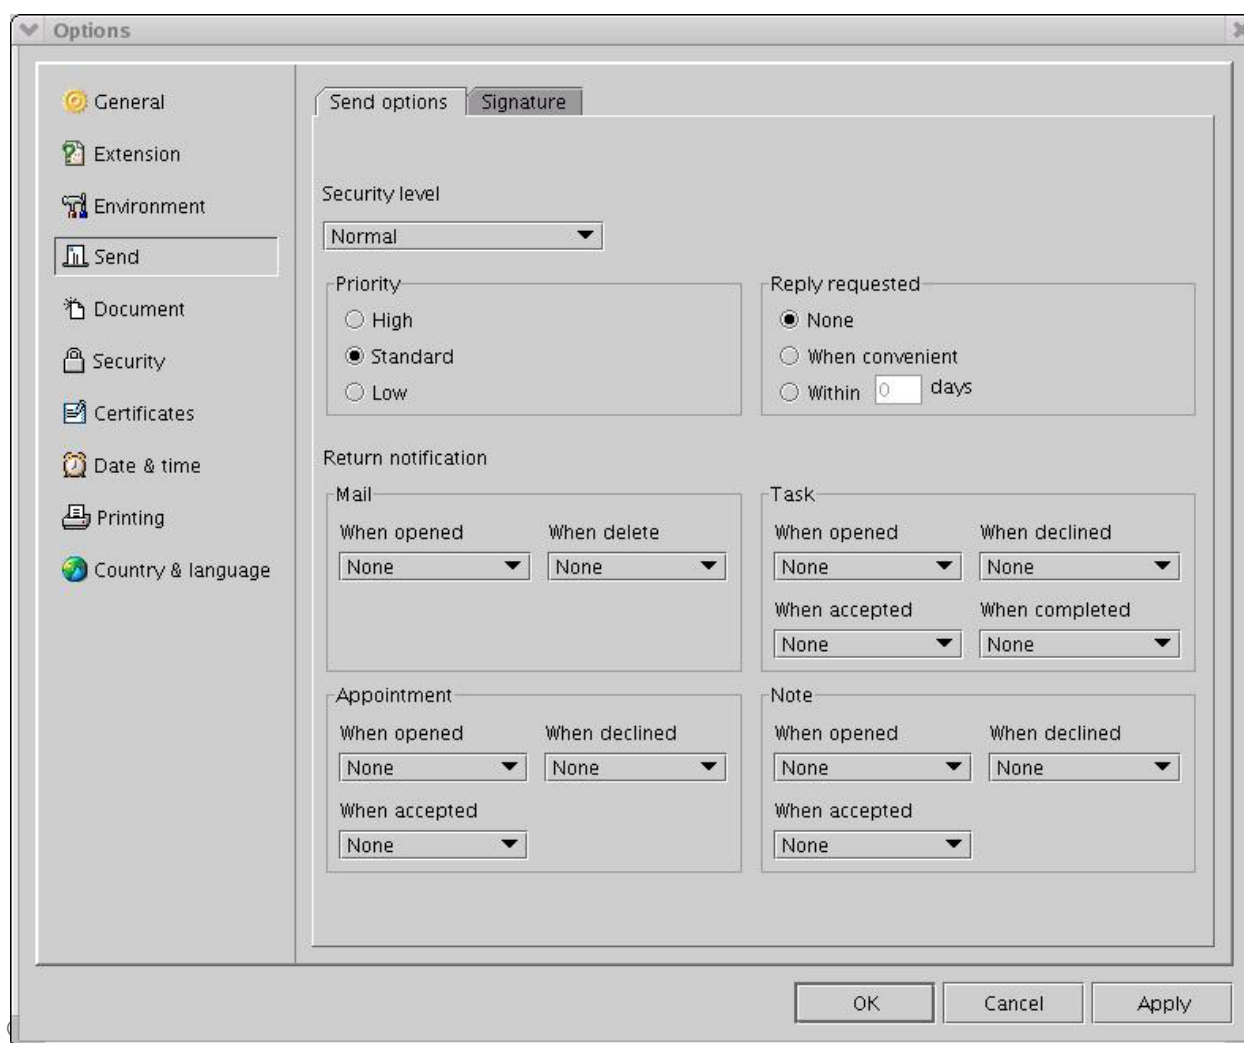 Options
General
Extension
Environment
Send
Document
Security
Certificates
Date & time
Printing
Country & language
Send options Signature
Security level
Normal
Priority
High
Standard
Low
Reply requested
None
When convenient
Within 0 days
Return notification
Mail
When opened When delete
None None
Task
When opened When declined
None None
When accepted When completed
None None
Appointment
When opened When declined
None None
When accepted
None
Note
When opened When declined
None None
When accepted
None
OK Cancel Apply